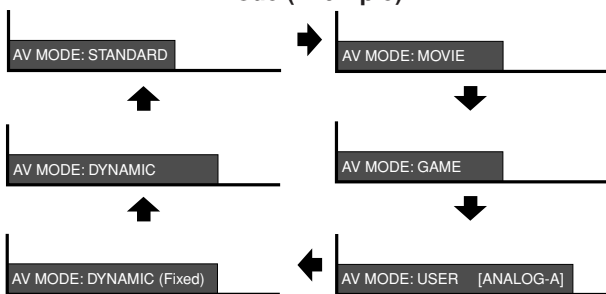 AV MODE: STANDARD
AV MODE: MOVIE
AV MODE: DYNAMIC
AV MODE: GAME
AV MODE: DYNAMIC (Fixed)
AV MODE: USER [ANALOG-A]